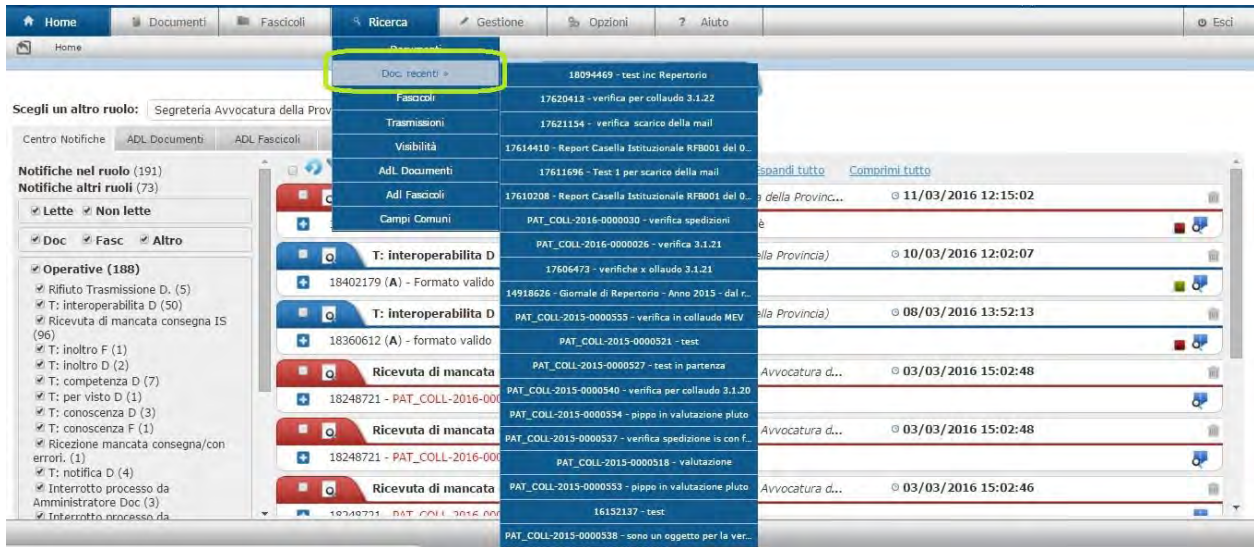 Home
Documenti
Fascicoli
Ricerca
Gestione
Opzioni
? Aiuto
Esci
Home
Documenti
Doc. recenti »
Fascicoli
Trasmissioni
Visibilità
AdL Documenti
Adl Fascicoli
Campi Comuni
18094469 - test inc Repertorio
17620413 - verifica per collaudo 3.1.22
17621154 - verifica scarico della mail
17614410 - Report Casella Istituzionale RFB001 del 0...
17611696 - Test 1 per scarico della mail
17610208 - Report Casella Istituzionale RFB001 del 0...
PAT_COLL-2016-0000030 - verifica spedizioni
PAT_COLL-2016-0000026 - verifica 3.1.21
17606473 - verifiche x ollaudo 3.1.21
14918626 - Giornale di Repertorio - Anno 2015 - dal r...
PAT_COLL-2015-0000555 - verifica in collaudo MEV
PAT_COLL-2015-0000521 - test
PAT_COLL-2015-0000527 - test in partenza
PAT_COLL-2015-0000540 - verifica per collaudo 3.1.20
PAT_COLL-2015-0000554 - pippo in valutazione pluto
PAT_COLL-2015-0000537 - verifica spedizione is con f...
PAT_COLL-2015-0000518 - valutazione
PAT_COLL-2015-0000553 - pippo in valutazione pluto
16152137 - test
PAT_COLL-2015-0000538 - sono un oggetto per la ver...
Scegli un altro ruolo: Segreteria Avvocatura della Prov
Centro Notifiche
ADL Documenti
ADL Fascicoli
Notifiche nel ruolo (191)
Notifiche altri ruoli (73)
Lette Non lette
Doc Fasc Altro
Operative (188)
Rifiuto Trasmissione D. (5)
T: interoperabilita D (50)
Ricevuta di mancata consegna IS
(96)
T: inoltro F (1)
T: inoltro D (2)
T: competenza D (7)
T: per visto D (1)
T: conoscenza D (3)
T: conoscenza F (1)
Ricezione mancata consegna/con
errori. (1)
T: notifica D (4)
Interrotto processo da
Amministratore Doc (3)
Interrotto processo da
Espandi tutto Comprimi tutto
a della Provinc... 11/03/2016 12:15:02
è
T: interoperabilita D ella Provincia) 10/03/2016 12:02:07
18402179 (A) - Formato valido
T: interoperabilita D ella Provincia) 08/03/2016 13:52:13
18360612 (A) - formato valido
Ricevuta di mancata Avvocatura d... 03/03/2016 15:02:48
18248721 - PAT_COLL-2016-000
Ricevuta di mancata Avvocatura d... 03/03/2016 15:02:48
18248721 - PAT_COLL-2016-000
Ricevuta di mancata Avvocatura d... 03/03/2016 15:02:46
18248721 - PAT_COLL-2016-000